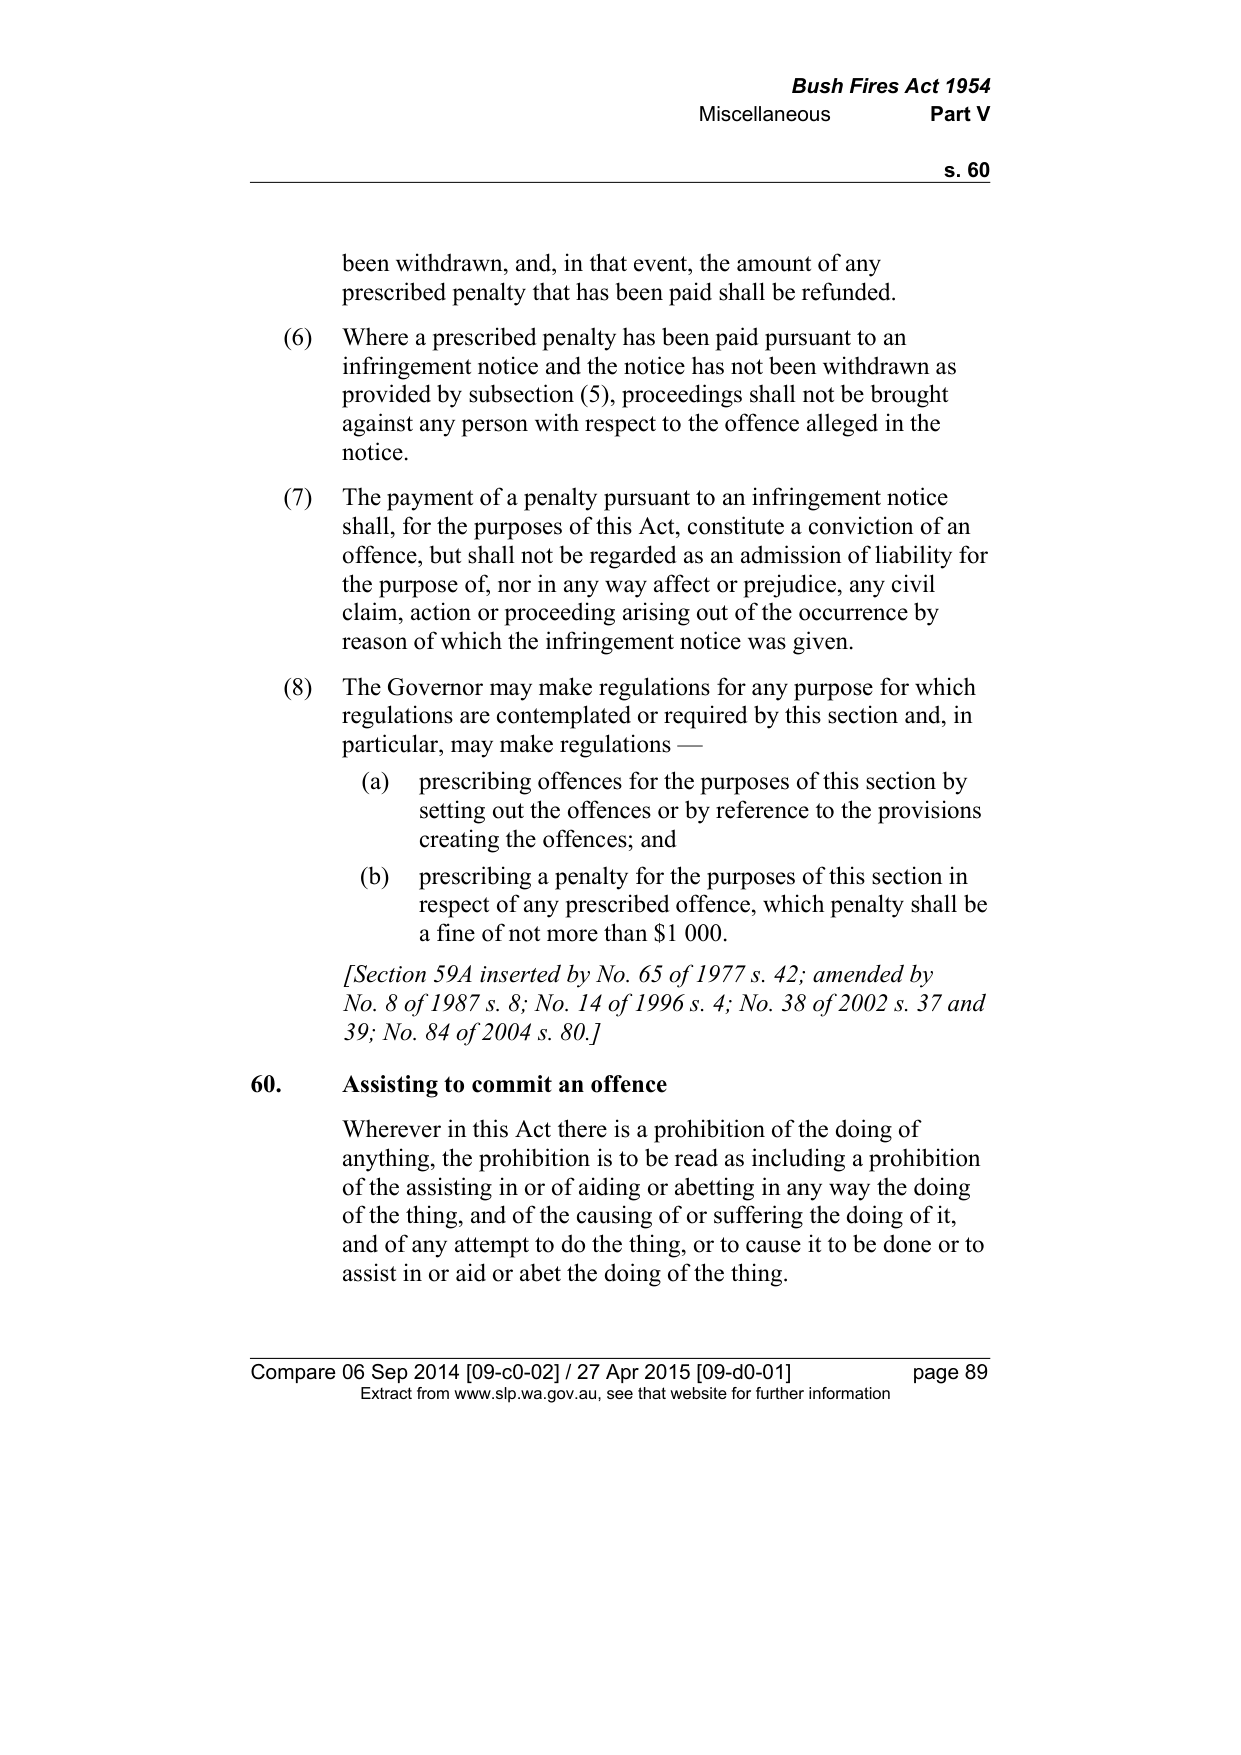 Bush Fires Act 1954
Miscellaneous Part V
s. 60
been withdrawn, and, in that event, the amount of any
prescribed penalty that has been paid shall be refunded.
(6) Where a prescribed penalty has been paid pursuant to an
infringement notice and the notice has not been withdrawn as
provided by subsection (5), proceedings shall not be brought
against any person with respect to the offence alleged in the
notice.
(7) The payment of a penalty pursuant to an infringement notice
shall, for the purposes of this Act, constitute a conviction of an
offence, but shall not be regarded as an admission of liability for
the purpose of, nor in any way affect or prejudice, any civil
claim, action or proceeding arising out of the occurrence by
reason of which the infringement notice was given.
(8) The Governor may make regulations for any purpose for which
regulations are contemplated or required by this section and, in
particular, may make regulations —
(a) prescribing offences for the purposes of this section by
setting out the offences or by reference to the provisions
creating the offences; and
(b) prescribing a penalty for the purposes of this section in
respect of any prescribed offence, which penalty shall be
a fine of not more than $1 000.
[Section 59A inserted by No. 65 of 1977 s. 42; amended by
No. 8 of 1987 s. 8; No. 14 of 1996 s. 4; No. 38 of 2002 s. 37 and
39; No. 84 of 2004 s. 80.]
60. Assisting to commit an offence
Wherever in this Act there is a prohibition of the doing of
anything, the prohibition is to be read as including a prohibition
of the assisting in or of aiding or abetting in any way the doing
of the thing, and of the causing of or suffering the doing of it,
and of any attempt to do the thing, or to cause it to be done or to
assist in or aid or abet the doing of the thing.
Compare 06 Sep 2014 [09-c0-02] / 27 Apr 2015 [09-d0-01] page 89
Extract from www.slp.wa.gov.au, see that website for further information